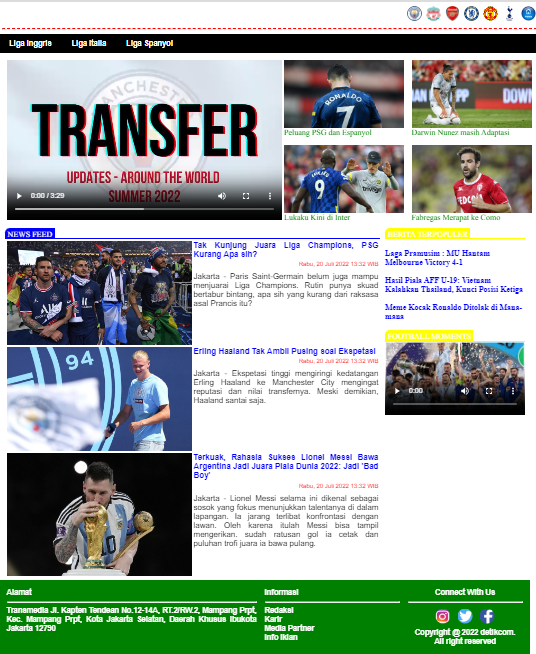 Liga Inggris Liga Italia Liga Spanyol
TRANSFER
UPDATES - AROUND THE WORLD
SUMMER 2022
0:00 / 3:29
RONALDO
7
Peluang PSG dan Espanyol
Darwin Nunez masih Adaptasi
9
Lukaku Kini di Inter
Fabregas Merapat ke Como
NEWS FEED
Tak Kunjung Juara Liga Champions, PSG
Kurang Apa sih?
Rabu, 20 Juli 2022 13:32 WIB
Jakarta - Paris Saint-Germain belum juga mampu
menjuarai Liga Champions. Rutin punya skuad
bertabur bintang, apa sih yang kurang dari raksasa
asal Prancis itu?
94
Erling Haaland Tak Ambil Pusing soal Ekspetasi
Rabu, 20 Juli 2022 13:32 WIB
Jakarta - Ekspetasi tinggi mengiringi kedatangan
Erling Haaland ke Manchester City mengingat
reputasi dan nilai transfernya. Meski demikian,
Haaland santai saja.
Terkuak, Rahasia Sukses Lionel Messi Bawa
Argentina Jadi Juara Piala Dunia 2022: Jadi 'Bad
Boy'
Rabu, 20 Juli 2022 13:32 WIB
Jakarta - Lionel Messi selama ini dikenal sebagai
sosok yang fokus menunjukkan talentanya di dalam
lapangan. Ia jarang terlibat konfrontasi dengan
lawan. Oleh karena itulah Messi bisa tampil
mengerikan. sudah ratusan gol ia cetak dan
puluhan trofi juara ia bawa pulang.
BERITA TERPOPULER
Laga Pramusim : MU Hantam
Melbourne Victory 4-1
Hasil Piala AFF U-19: Vietnam
Kalahkan Thailand, Kunci Posisi Ketiga
Meme Kocak Ronaldo Ditolak di Mana-
mana
FOOTBALL MOMENTS
0:00
Alamat
Transmedia Jl. Kapten Tendean No.12-14A, RT.2/RW.2, Mampang Prpt,
Kec. Mampang Prpt, Kota Jakarta Selatan, Daerah Khusus Ibukota
Jakarta 12750
Informasi
Redaksi
Karir
Media Partner
Info Iklan
Connect With Us
Copyright @ 2022 detikcom.
All right reserved